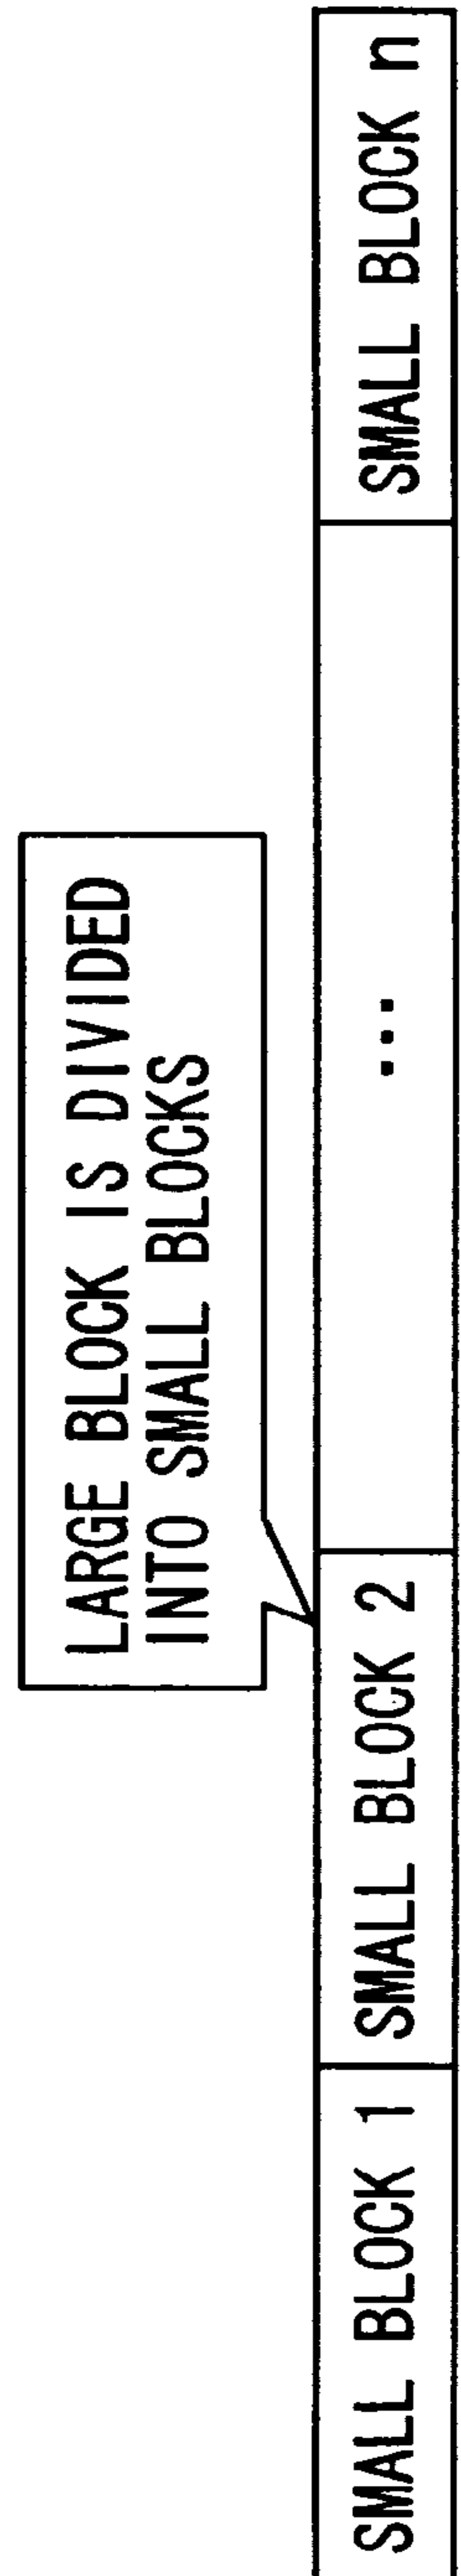 LARGE BLOCK IS DIVIDED
INTO SMALL BLOCKS
SMALL BLOCK 1
SMALL BLOCK 2
...
SMALL BLOCK n